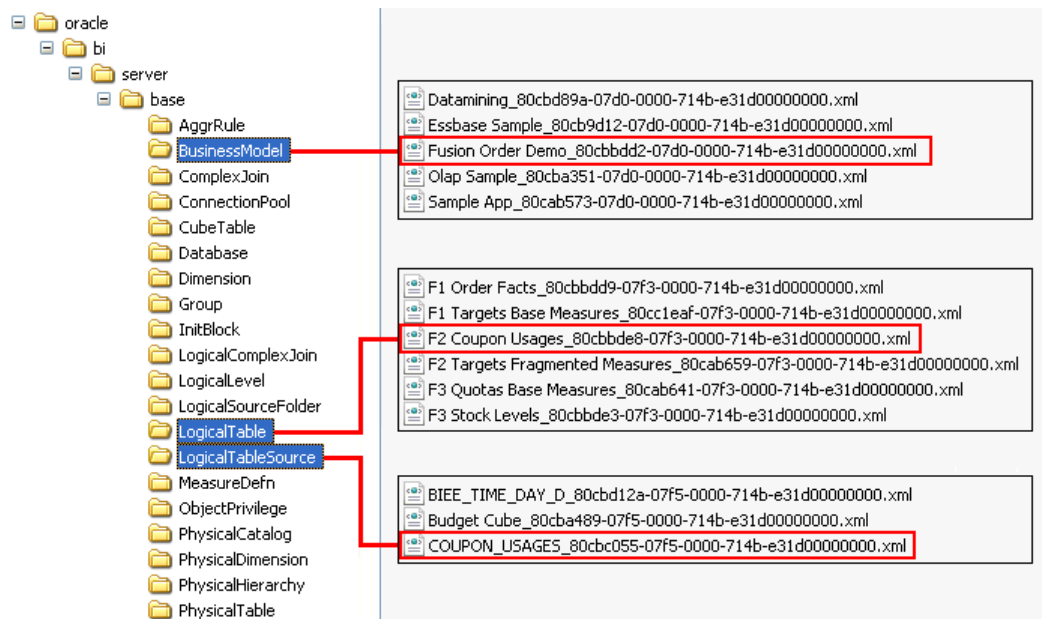 oracle
bi
server
base
AggrRule
BusinessModel
ComplexJoin
ConnectionPool
CubeTable
Database
Dimension
Group
InitBlock
LogicalComplexJoin
LogicalLevel
LogicalSourceFolder
LogicalTable
LogicalTableSource
MeasureDefn
ObjectPrivilege
PhysicalCatalog
PhysicalDimension
PhysicalHierarchy
PhysicalTable
Datamining_80cbd89a-07d0-0000-714b-e31d00000000.xml
Essbase Sample_80cb9d12-07d0-0000-714b-e31d00000000.xml
Fusion Order Demo_80cbbdd2-07d0-0000-714b-e31d00000000.xml
Olap Sample_80cba351-07d0-0000-714b-e31d00000000.xml
Sample App_80cab573-07d0-0000-714b-e31d00000000.xml
F1 Order Facts_80cbbdd9-07f3-0000-714b-e31d00000000.xml
F1 Targets Base Measures_80cc1eaf-07f3-0000-714b-e31d00000000.xml
F2 Coupon Usages_80cbbde8-07f3-0000-714b-e31d00000000.xml
F2 Targets Fragmented Measures_80cab659-07f3-0000-714b-e31d00000000.xml
F3 Quotas Base Measures_80cab641-07f3-0000-714b-e31d00000000.xml
F3 Stock Levels_80cbbde3-07f3-0000-714b-e31d00000000.xml
BIEE_TIME_DAY_D_80cbd12a-07f5-0000-714b-e31d00000000.xml
Budget Cube_80cba489-07f5-0000-714b-e31d00000000.xml
COUPON_USAGES_80cbc055-07f5-0000-714b-e31d00000000.xml